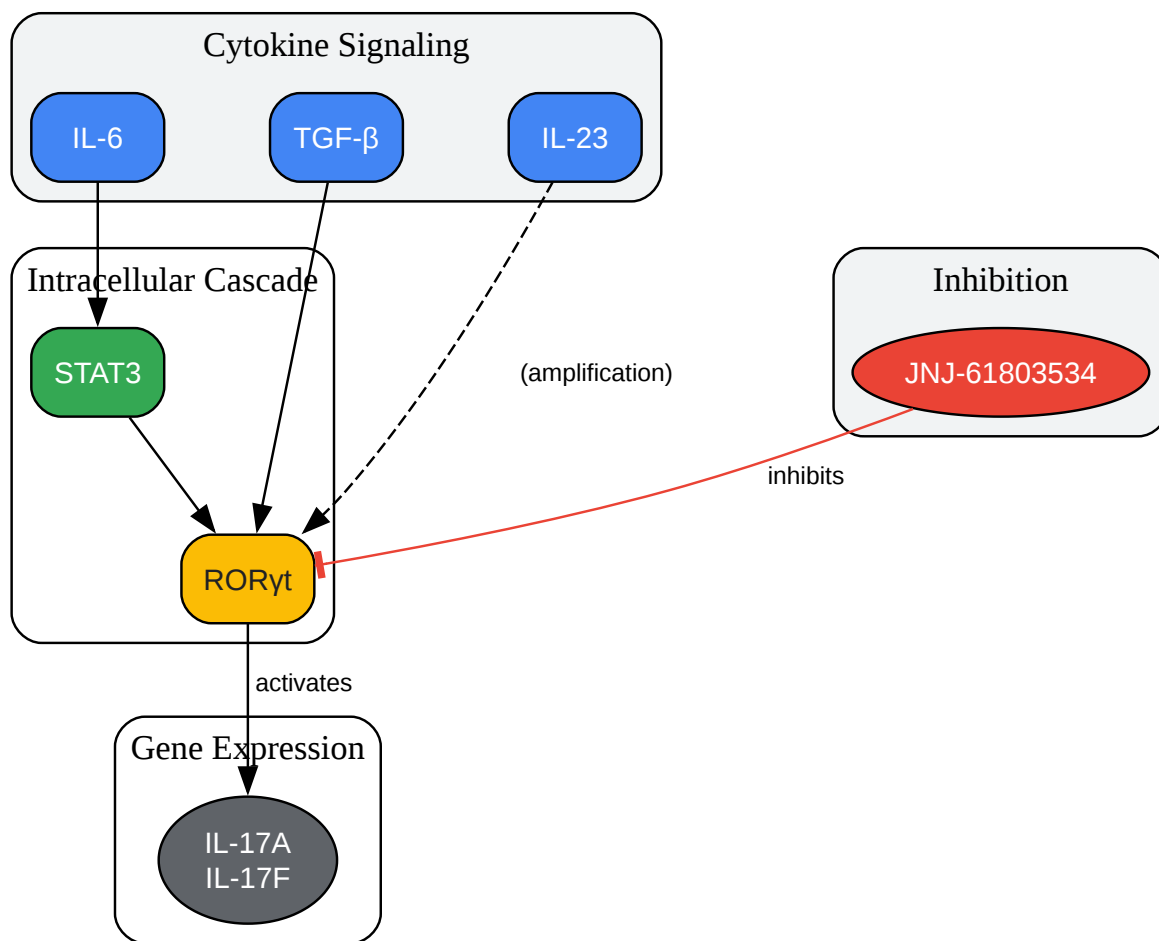 Cytokine Signaling
IL-6
TGF-β
IL-23
Intracellular Cascade
Inhibition
STAT3
(amplification)
JNJ-61803534
inhibits
RORγt
activates
Gene Expression
IL-17A
IL-17F